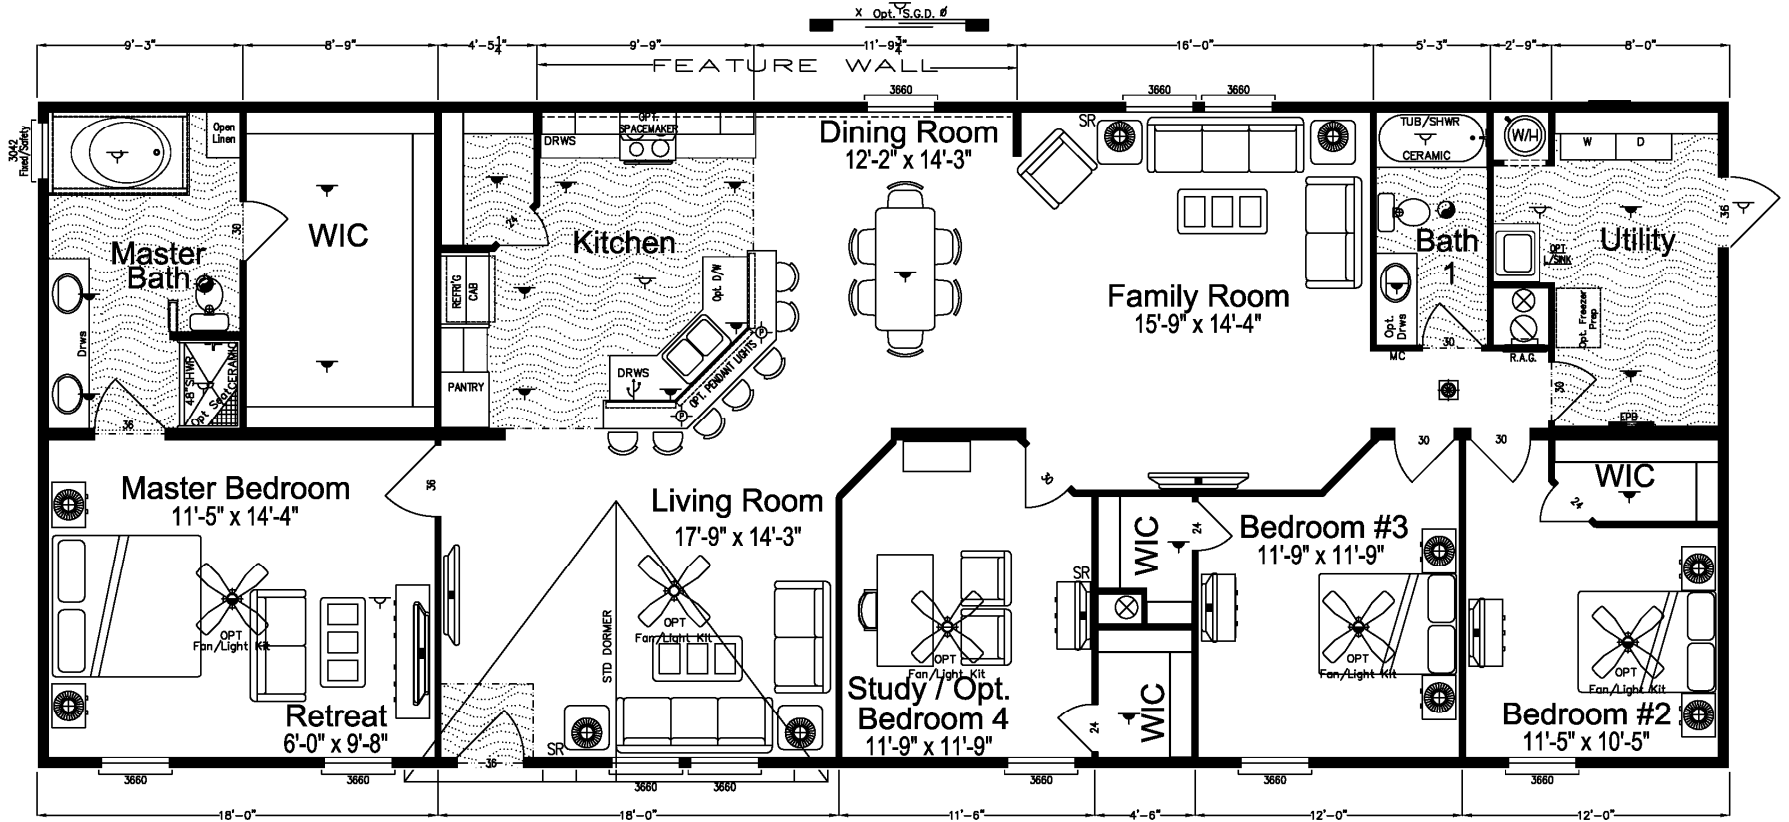 X Opt. S.G.D. Ø
9'-3" 8'-9" 4'-5 1/4" 9'-9" 11'-9 3/4" 16'-0" 5'-3" 2'-9" 8'-0"
FEATURE WALL
3660 3660 3660
3042
Fixed/Safety
Open
Linen
OPT.
SPACEMAKER
DRWS
Dining Room
12'-2" x 14'-3"
SR
TUB/SHWR
CERAMIC
W/H
W D
30
WIC
24
Kitchen
Master
Bath
Drws
36
48" SHWR
Opt Seat
CERAMIC
REFRI'G
CAB
PANTRY
Opt. D/W
DRWS
OPT. PENDANT LIGHTS
P
P
Family Room
15'-9" x 14'-4"
Bath
1
Opt.
Drws
30
MC
OPT
L/SINK
Utility
36
Opt. Freezer
Prep
R.A.G.
30
EPB
30 30
Master Bedroom
11'-5" x 14'-4"
36
OPT
Fan/Light Kit
Retreat
6'-0" x 9'-8"
Living Room
17'-9" x 14'-3"
STD DORMER
OPT
Fan/Light Kit
SR
36
30
SR
OPT
Fan/Light Kit
Study / Opt.
Bedroom 4
11'-9" x 11'-9"
WIC
24
WIC
24
Bedroom #3
11'-9" x 11'-9"
OPT
Fan/Light Kit
WIC
24
OPT
Fan/Light Kit
Bedroom #2
11'-5" x 10'-5"
3660 3660 3660 3660 3660 3660 3660
18'-0" 18'-0" 11'-6" 4'-6" 12'-0" 12'-0"